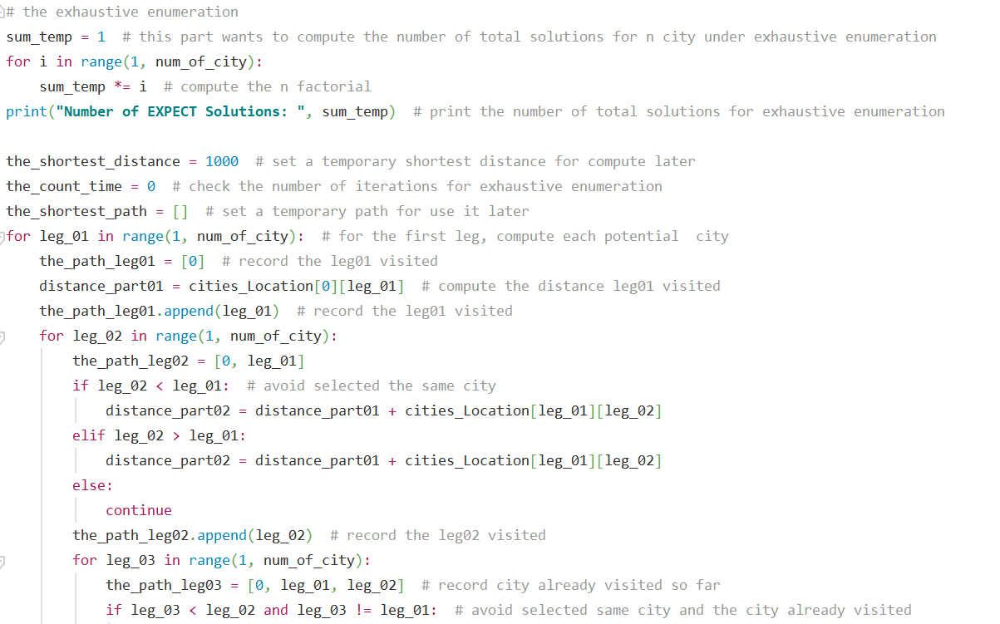 # the exhaustive enumeration
sum_temp = 1  # this part wants to compute the number of total solutions for n city under exhaustive enumeration
for i in range(1, num_of_city):
    sum_temp *= i  # compute the n factorial
print("Number of EXPECT Solutions: ", sum_temp)  # print the number of total solutions for exhaustive enumeration

the_shortest_distance = 1000  # set a temporary shortest distance for compute later
the_count_time = 0  # check the number of iterations for exhaustive enumeration
the_shortest_path = []  # set a temporary path for use it later
for leg_01 in range(1, num_of_city):  # for the first leg, compute each potential  city
    the_path_leg01 = [0]  # record the leg01 visited
    distance_part01 = cities_Location[0][leg_01]  # compute the distance leg01 visited
    the_path_leg01.append(leg_01)  # record the leg01 visited
    for leg_02 in range(1, num_of_city):
        the_path_leg02 = [0, leg_01]
        if leg_02 < leg_01:  # avoid selected the same city
            distance_part02 = distance_part01 + cities_Location[leg_01][leg_02]
        elif leg_02 > leg_01:
            distance_part02 = distance_part01 + cities_Location[leg_01][leg_02]
        else:
            continue
        the_path_leg02.append(leg_02)  # record the leg02 visited
        for leg_03 in range(1, num_of_city):
            the_path_leg03 = [0, leg_01, leg_02]  # record city already visited so far
            if leg_03 < leg_02 and leg_03 != leg_01:  # avoid selected same city and the city already visited